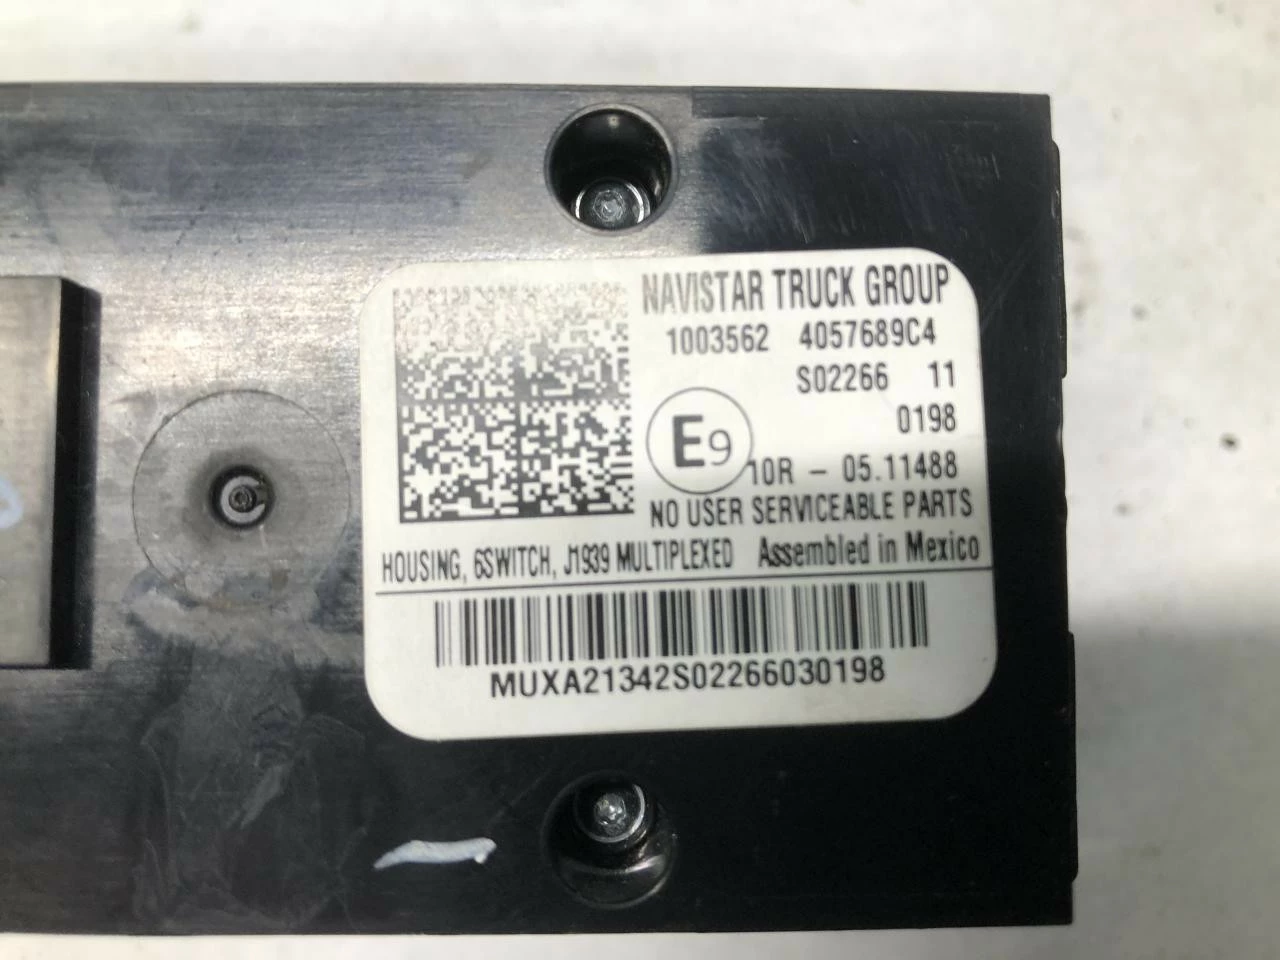 NAVISTAR TRUCK GROUP
1003562 4057689C4
S02266 11
0198
E9
10R - 05.11488
NO USER SERVICEABLE PARTS
HOUSING, 6SWITCH, J1939 MULTIPLEXED Assembled in Mexico
MUXA21342S02266030198